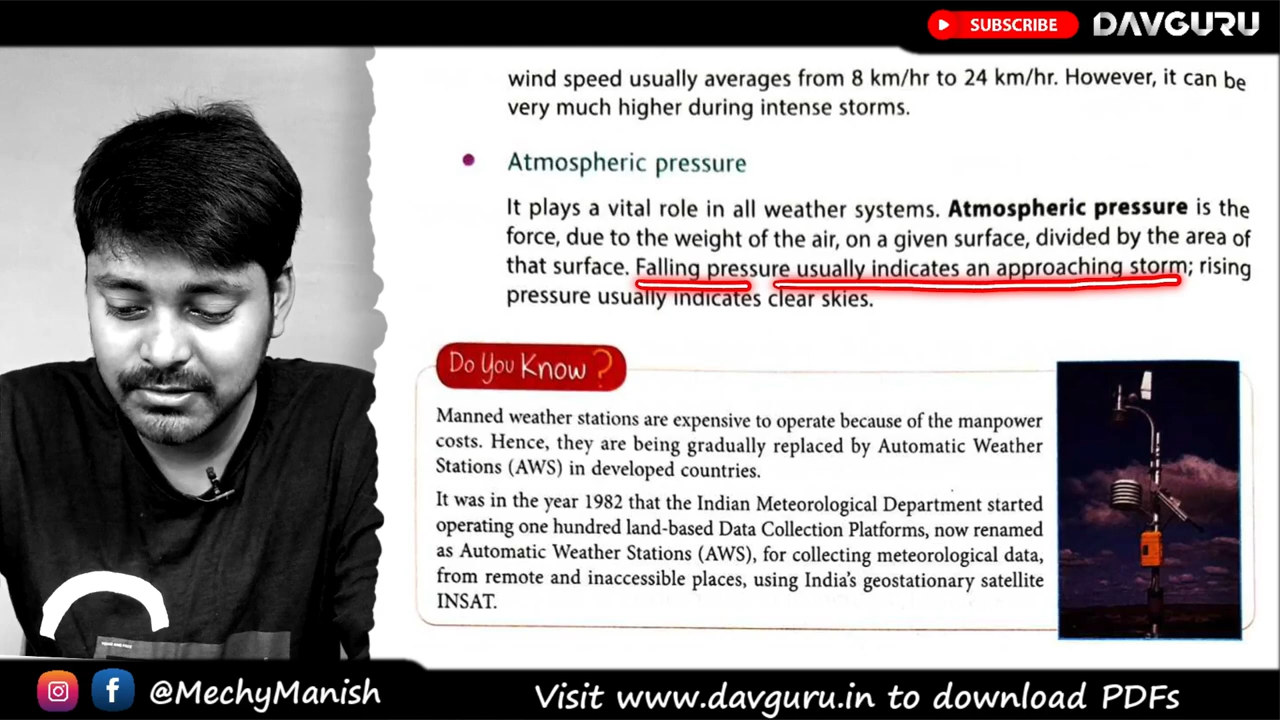 SUBSCRIBE DAVGURU
wind speed usually averages from 8 km/hr to 24 km/hr. However, it can be
very much higher during intense storms.
• Atmospheric pressure
It plays a vital role in all weather systems. Atmospheric pressure is the
force, due to the weight of the air, on a given surface, divided by the area of
that surface. Falling pressure usually indicates an approaching storm; rising
pressure usually indicates clear skies.
Do You Know ?
Manned weather stations are expensive to operate because of the manpower
costs. Hence, they are being gradually replaced by Automatic Weather
Stations (AWS) in developed countries.
It was in the year 1982 that the Indian Meteorological Department started
operating one hundred land-based Data Collection Platforms, now renamed
as Automatic Weather Stations (AWS), for collecting meteorological data,
from remote and inaccessible places, using India's geostationary satellite
INSAT.
@MechyManish
Visit www.davguru.in to download PDFs